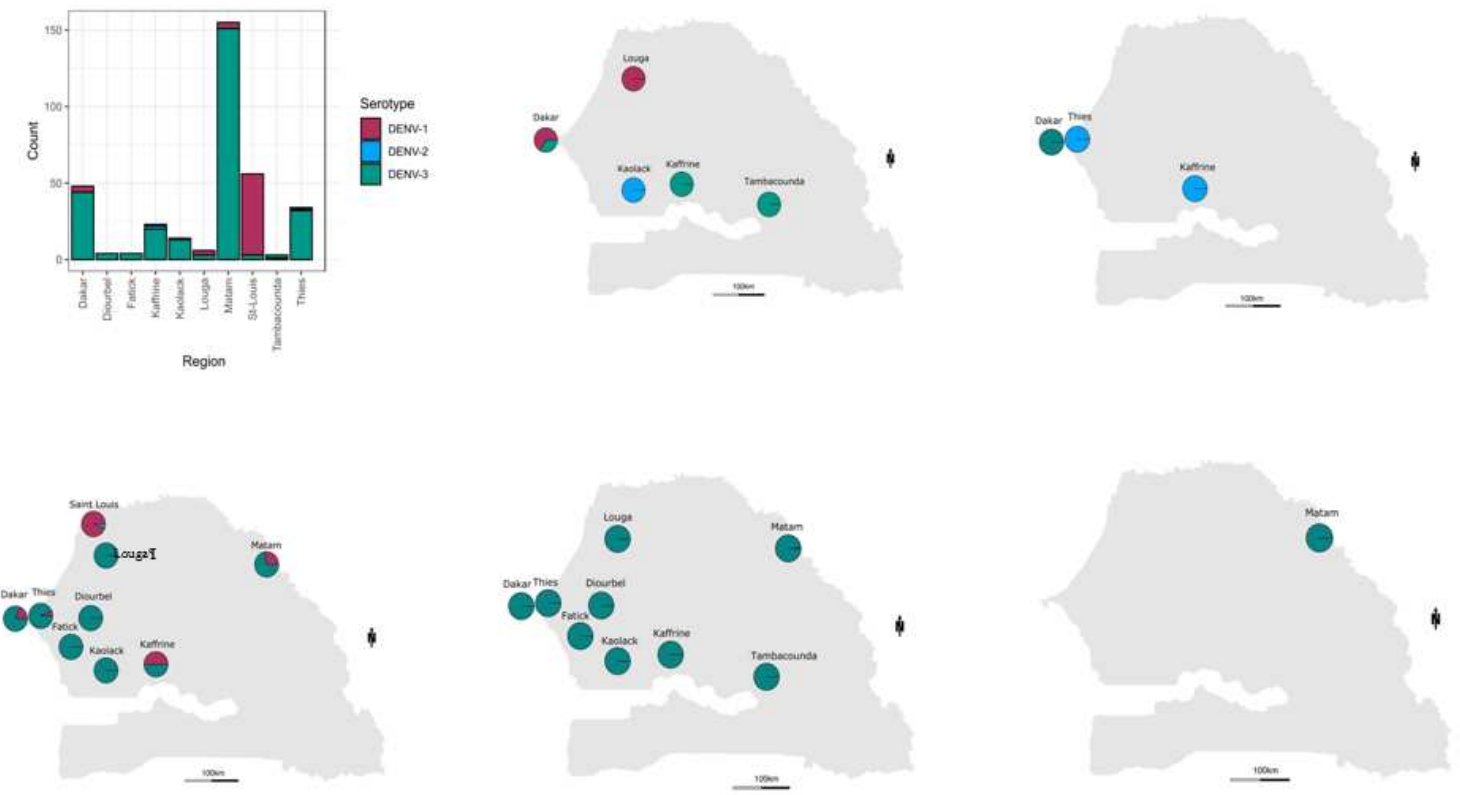 150
100
50
0
Count
Dakar
Diourbel
Fatick
Kaffrine
Kaolack
Louga
Matam
St-Louis
Tambacounda
Thies
Region
Serotype
DENV-1
DENV-2
DENV-3
Louga
Dakar
Kaolack
Kaffrine
Tambacounda
N
100km
Dakar Thies
Kaffrine
N
100km
Saint Louis
Louga¶
Matam
Dakar Thies
Diourbel
Fatick
Kaolack
Kaffrine
N
100km
Louga
Matam
Dakar Thies
Diourbel
Fatick
Kaolack
Kaffrine
Tambacounda
N
100km
Matam
N
100km